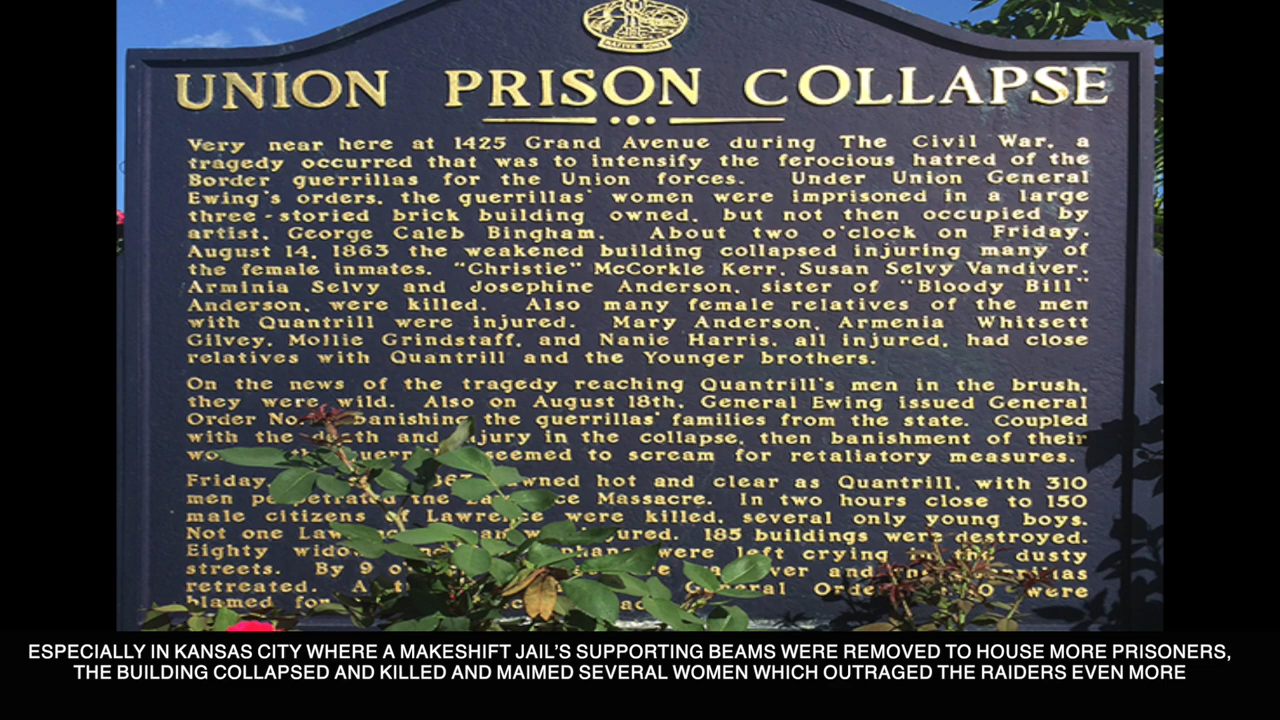 NATIVE SONS
UNION PRISON COLLAPSE
Very near here at 1425 Grand Avenue during The Civil War, a
tragedy occurred that was to intensify the ferocious hatred of the
Border guerrillas for the Union forces. Under Union General
Ewing's orders, the guerrillas' women were imprisoned in a large
three-storied brick building owned, but not then occupied by
artist, George Caleb Bingham. About two o'clock on Friday,
August 14, 1863 the weakened building collapsed injuring many of
the female inmates. "Christie" McCorkle Kerr, Susan Selvy Vandiver,
Arminia Selvy and Josephine Anderson, sister of "Bloody Bill"
Anderson, were killed. Also many female relatives of the men
with Quantrill were injured. Mary Anderson, Armenia Whitsett
Gilvey, Mollie Grindstaff, and Nanie Harris, all injured, had close
relatives with Quantrill and the Younger brothers.
On the news of the tragedy reaching Quantrill's men in the brush,
they were wild. Also on August 18th, General Ewing issued General
Order No. banishing the guerrillas' families from the state. Coupled
with the death and injury in the collapse, then banishment of their
seemed to scream for retaliatory measures.
Friday, hot and clear as Quantrill, with 310
men perpetrated the Massacre. In two hours close to 150
male citizens of Lawrence were killed, several only young boys.
Not one 185 buildings were destroyed.
Eighty were left crying in the dusty
streets. By 9 and
retreated. General were
blamed for
ESPECIALLY IN KANSAS CITY WHERE A MAKESHIFT JAIL'S SUPPORTING BEAMS WERE REMOVED TO HOUSE MORE PRISONERS,
THE BUILDING COLLAPSED AND KILLED AND MAIMED SEVERAL WOMEN WHICH OUTRAGED THE RAIDERS EVEN MORE